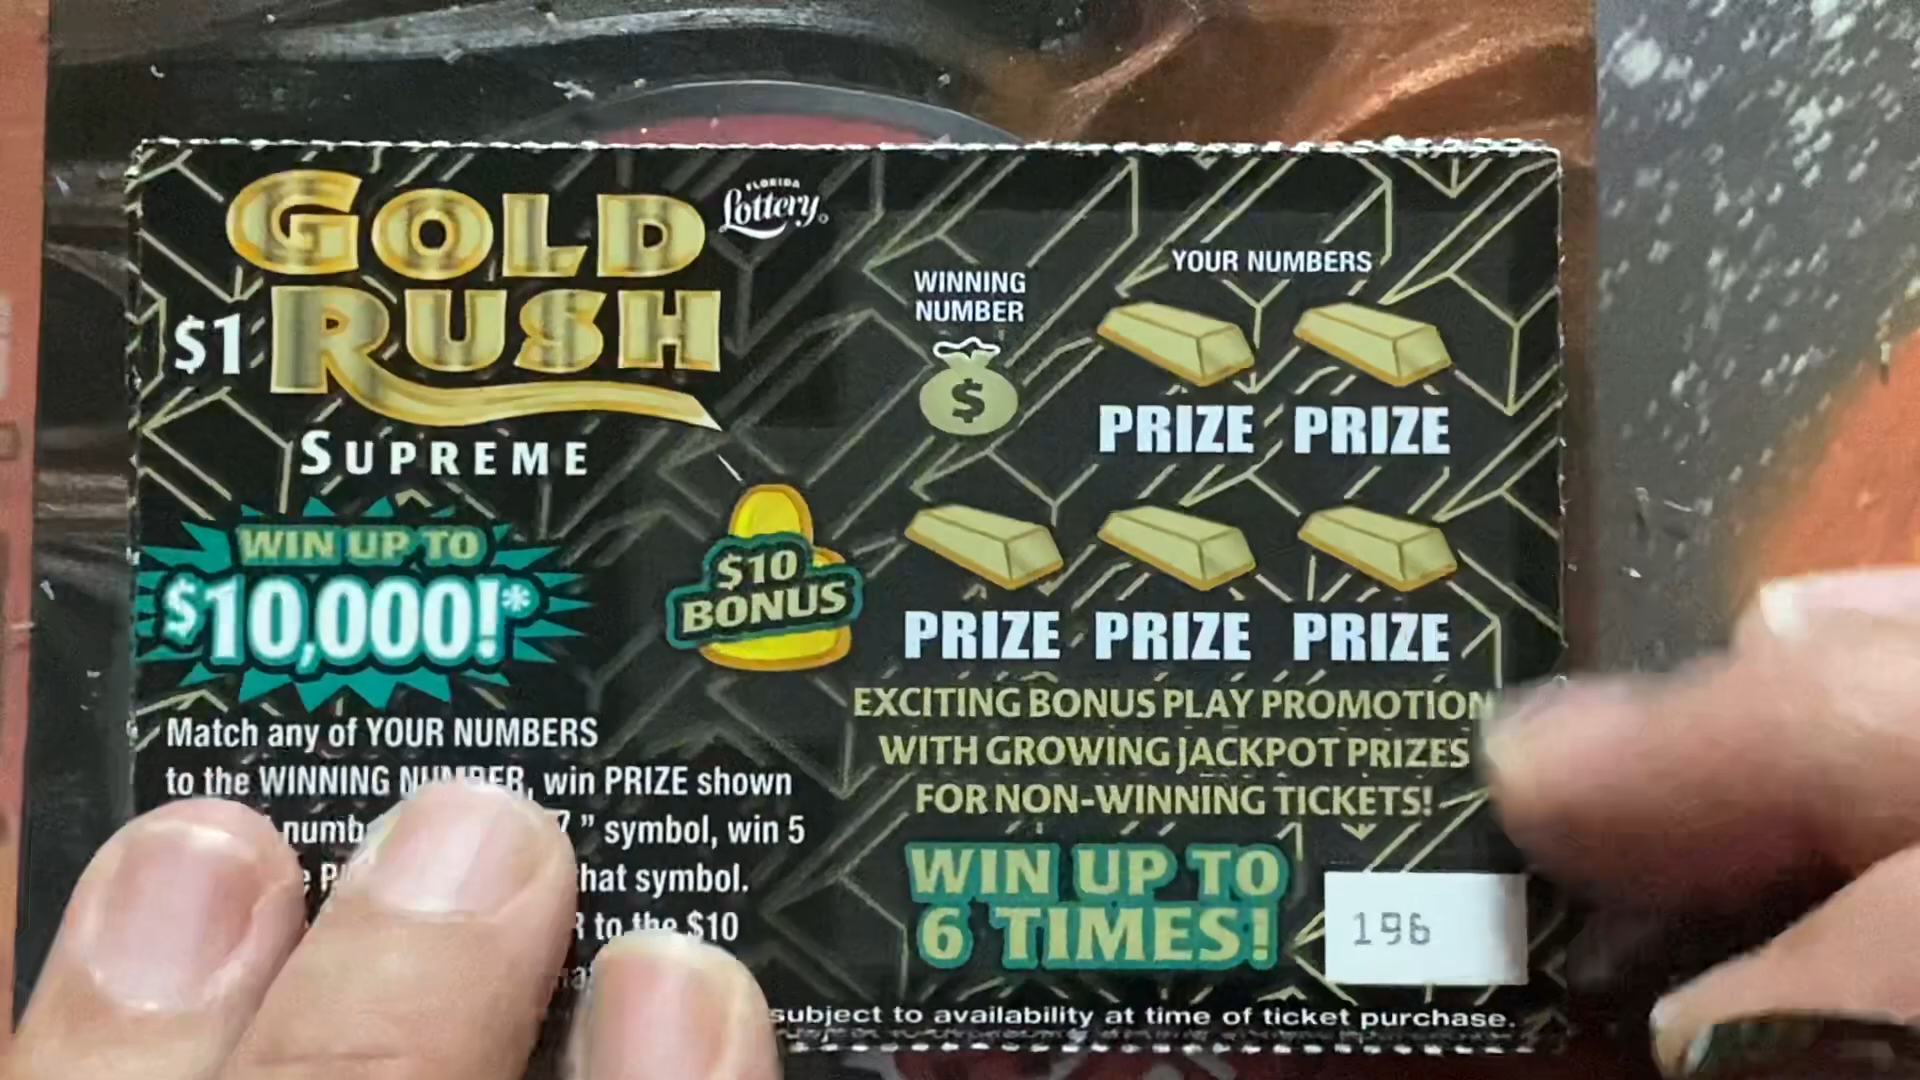 GOLD
RUSH
$1
SUPREME
FLORIDA
Lottery
WIN UP TO
$10,000!*
$10
BONUS
Match any of YOUR NUMBERS
to the WINNING NUMBER, win PRIZE shown
7" symbol, win 5
that symbol.
to the $10
WINNING
NUMBER
$
YOUR NUMBERS
PRIZE PRIZE
PRIZE PRIZE PRIZE
EXCITING BONUS PLAY PROMOTION
WITH GROWING JACKPOT PRIZES
FOR NON-WINNING TICKETS!
WIN UP TO
6 TIMES!
196
subject to availability at time of ticket purchase.